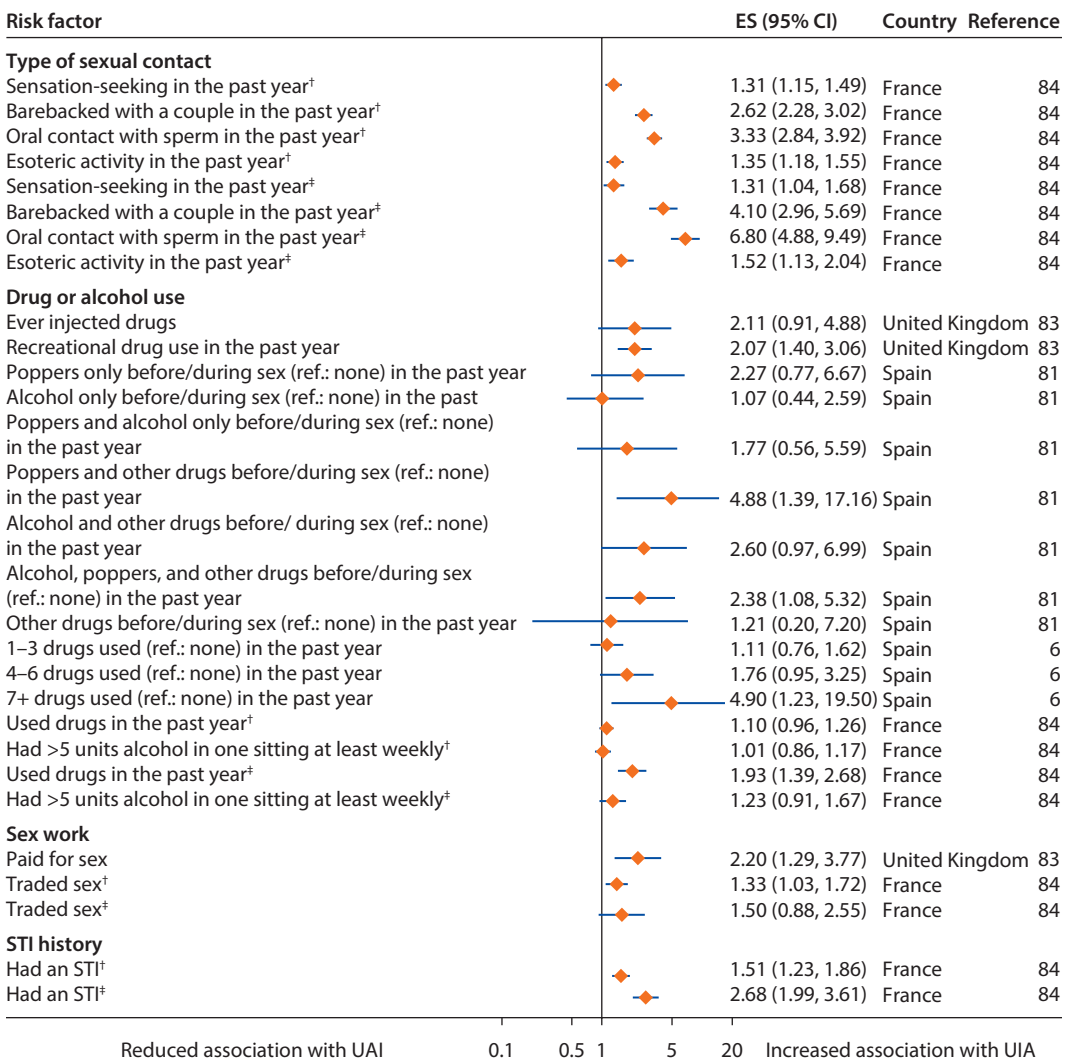 Risk factor ES (95% CI) Country Reference
Type of sexual contact
Sensation-seeking in the past year† 1.31 (1.15, 1.49) France 84
Barebacked with a couple in the past year† 2.62 (2.28, 3.02) France 84
Oral contact with sperm in the past year† 3.33 (2.84, 3.92) France 84
Esoteric activity in the past year† 1.35 (1.18, 1.55) France 84
Sensation-seeking in the past year‡ 1.31 (1.04, 1.68) France 84
Barebacked with a couple in the past year‡ 4.10 (2.96, 5.69) France 84
Oral contact with sperm in the past year‡ 6.80 (4.88, 9.49) France 84
Esoteric activity in the past year‡ 1.52 (1.13, 2.04) France 84
Drug or alcohol use
Ever injected drugs 2.11 (0.91, 4.88) United Kingdom 83
Recreational drug use in the past year 2.07 (1.40, 3.06) United Kingdom 83
Poppers only before/during sex (ref.: none) in the past year 2.27 (0.77, 6.67) Spain 81
Alcohol only before/during sex (ref.: none) in the past 1.07 (0.44, 2.59) Spain 81
Poppers and alcohol only before/during sex (ref.: none)
in the past year 1.77 (0.56, 5.59) Spain 81
Poppers and other drugs before/during sex (ref.: none)
in the past year 4.88 (1.39, 17.16) Spain 81
Alcohol and other drugs before/ during sex (ref.: none)
in the past year 2.60 (0.97, 6.99) Spain 81
Alcohol, poppers, and other drugs before/during sex
(ref.: none) in the past year 2.38 (1.08, 5.32) Spain 81
Other drugs before/during sex (ref.: none) in the past year 1.21 (0.20, 7.20) Spain 81
1–3 drugs used (ref.: none) in the past year 1.11 (0.76, 1.62) Spain 6
4–6 drugs used (ref.: none) in the past year 1.76 (0.95, 3.25) Spain 6
7+ drugs used (ref.: none) in the past year 4.90 (1.23, 19.50) Spain 6
Used drugs in the past year† 1.10 (0.96, 1.26) France 84
Had >5 units alcohol in one sitting at least weekly† 1.01 (0.86, 1.17) France 84
Used drugs in the past year‡ 1.93 (1.39, 2.68) France 84
Had >5 units alcohol in one sitting at least weekly‡ 1.23 (0.91, 1.67) France 84
Sex work
Paid for sex 2.20 (1.29, 3.77) United Kingdom 83
Traded sex† 1.33 (1.03, 1.72) France 84
Traded sex‡ 1.50 (0.88, 2.55) France 84
STI history
Had an STI† 1.51 (1.23, 1.86) France 84
Had an STI‡ 2.68 (1.99, 3.61) France 84
Reduced association with UAI 0.1 0.5 1 5 20 Increased association with UIA